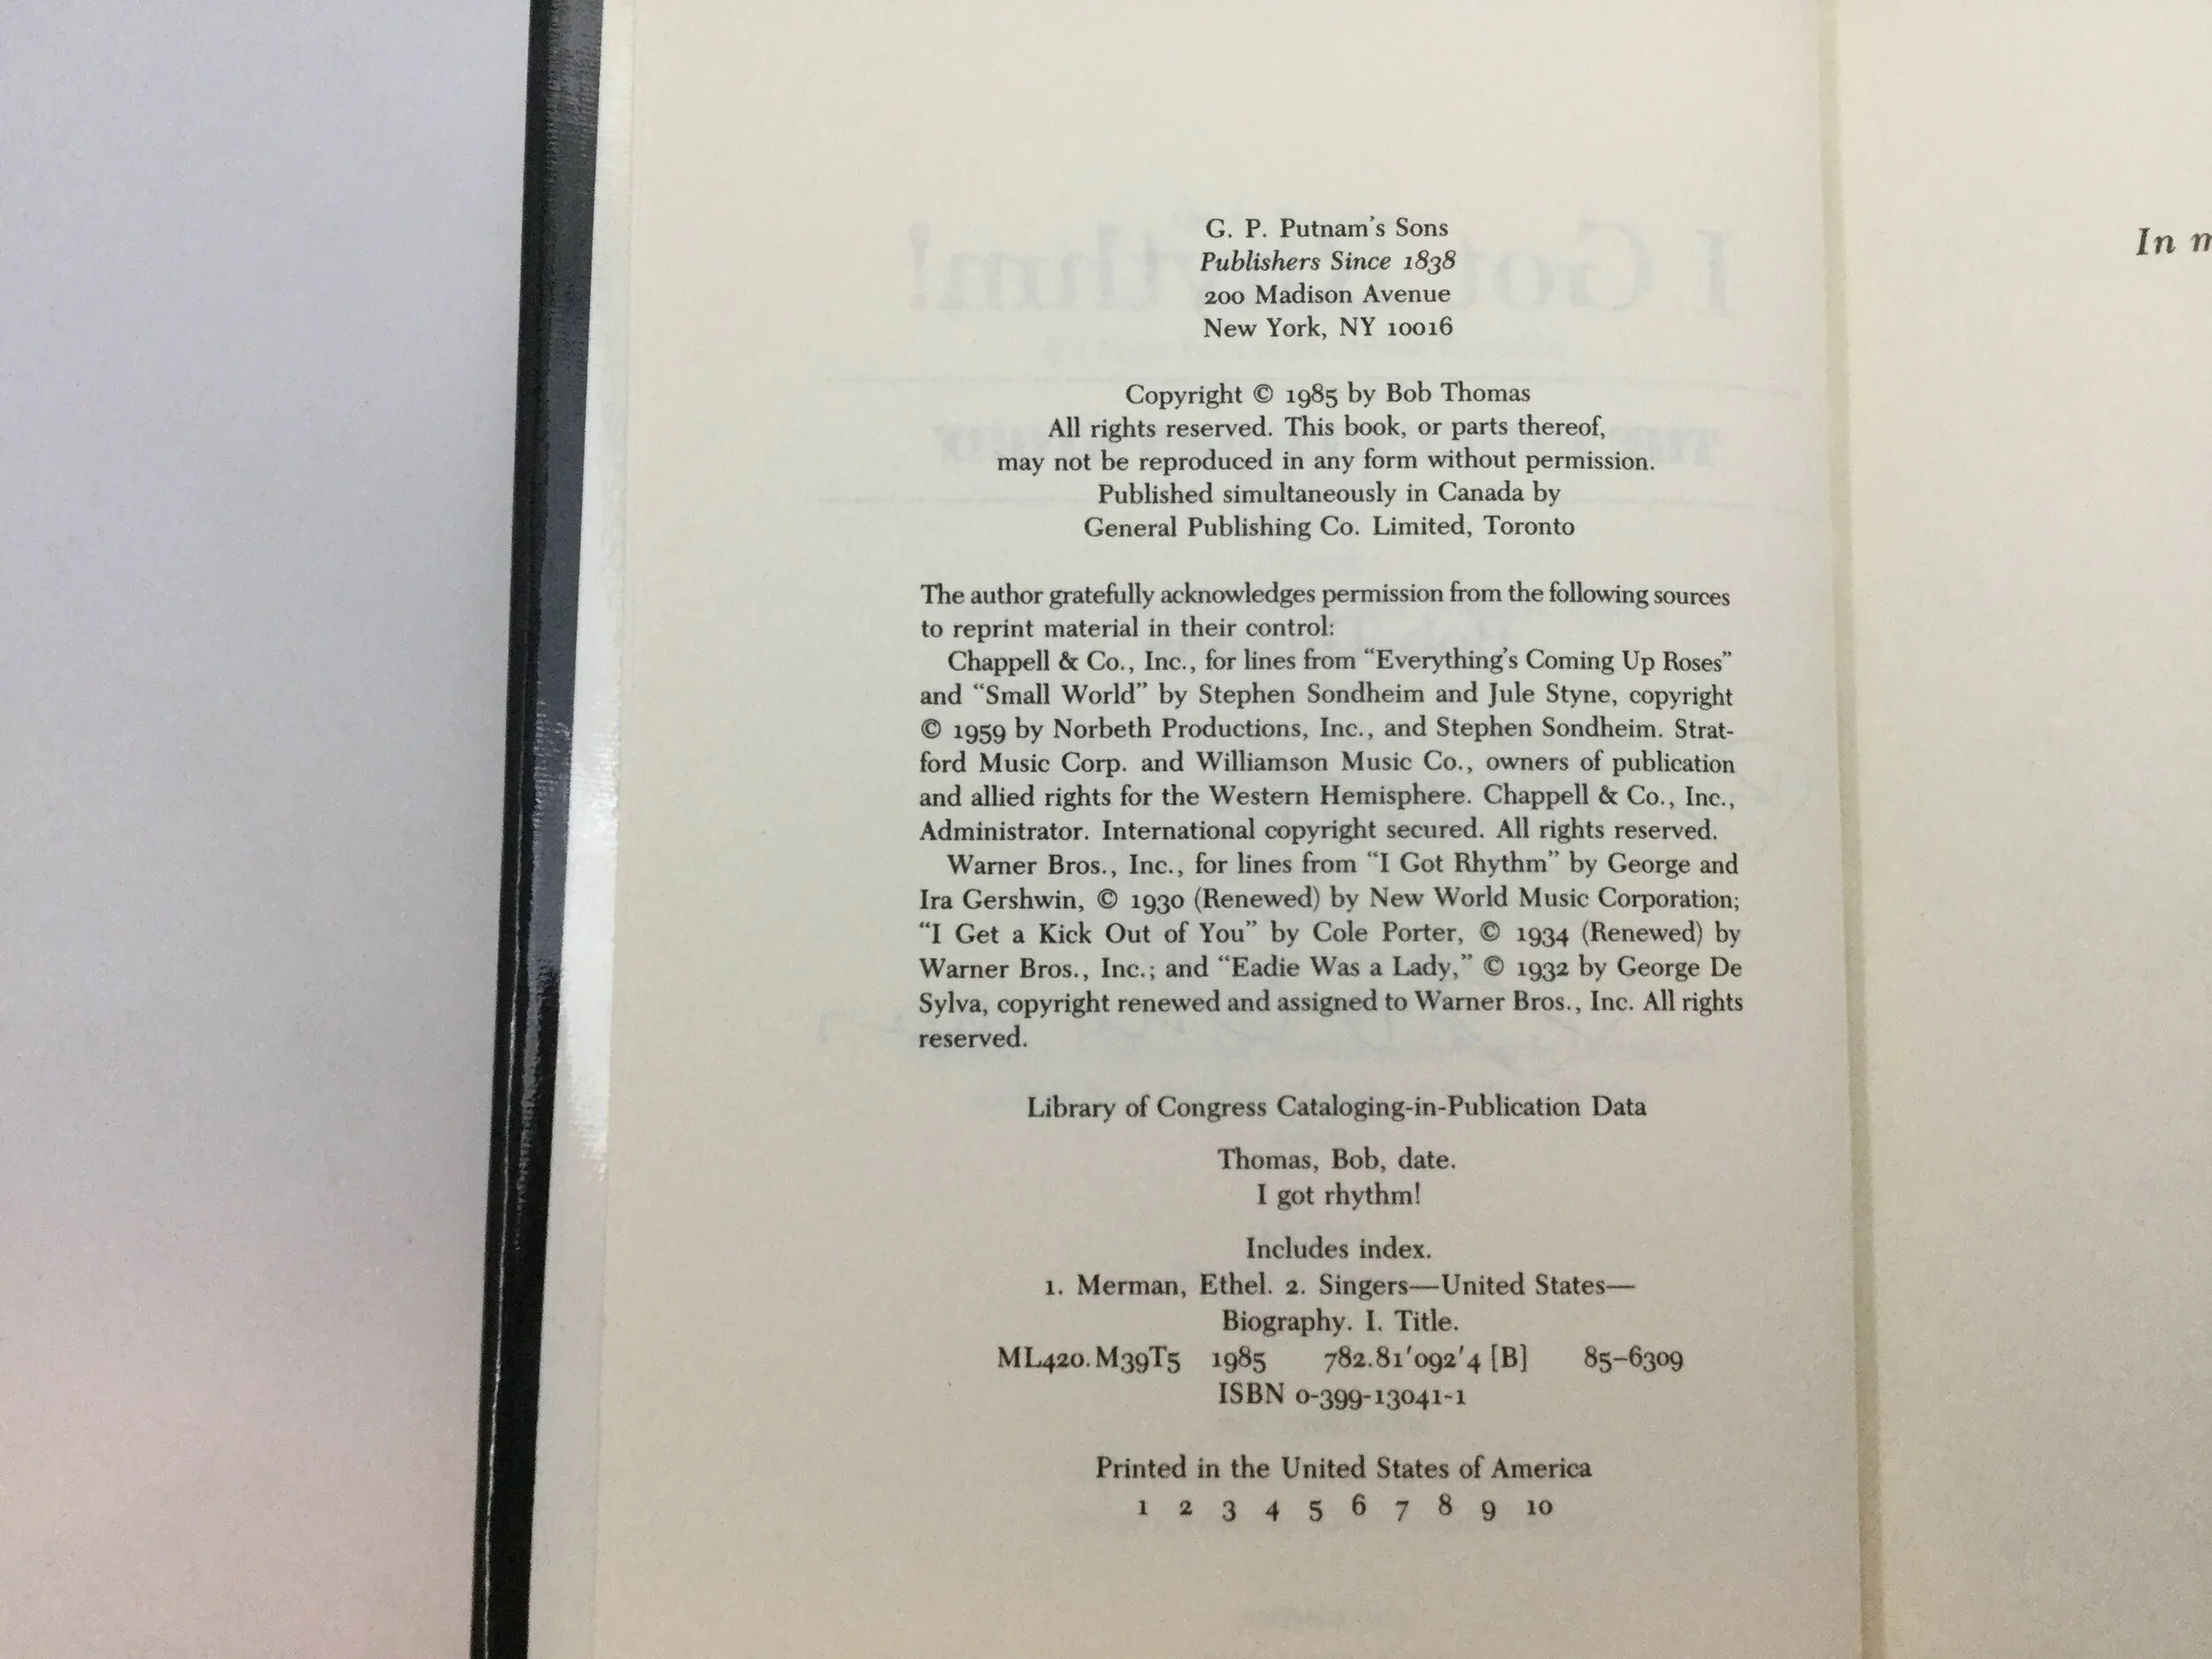 G. P. Putnam's Sons
Publishers Since 1838
200 Madison Avenue
New York, NY 10016
Copyright © 1985 by Bob Thomas
All rights reserved. This book, or parts thereof,
may not be reproduced in any form without permission.
Published simultaneously in Canada by
General Publishing Co. Limited, Toronto
The author gratefully acknowledges permission from the following sources
to reprint material in their control:
Chappell & Co., Inc., for lines from “Everything's Coming Up Roses”
and “Small World” by Stephen Sondheim and Jule Styne, copyright
© 1959 by Norbeth Productions, Inc., and Stephen Sondheim. Strat-
ford Music Corp. and Williamson Music Co., owners of publication
and allied rights for the Western Hemisphere. Chappell & Co., Inc.,
Administrator. International copyright secured. All rights reserved.
Warner Bros., Inc., for lines from “I Got Rhythm” by George and
Ira Gershwin, © 1930 (Renewed) by New World Music Corporation;
“I Get a Kick Out of You” by Cole Porter, © 1934 (Renewed) by
Warner Bros., Inc.; and “Eadie Was a Lady,” © 1932 by George De
Sylva, copyright renewed and assigned to Warner Bros., Inc. All rights
reserved.
Library of Congress Cataloging-in-Publication Data
Thomas, Bob, date.
I got rhythm!
Includes index.
1. Merman, Ethel. 2. Singers—United States—
Biography. I. Title.
ML420.M39T5 1985 782.81′092′4 [B] 85–6309
ISBN 0-399-13041-1
Printed in the United States of America
1 2 3 4 5 6 7 8 9 10
In